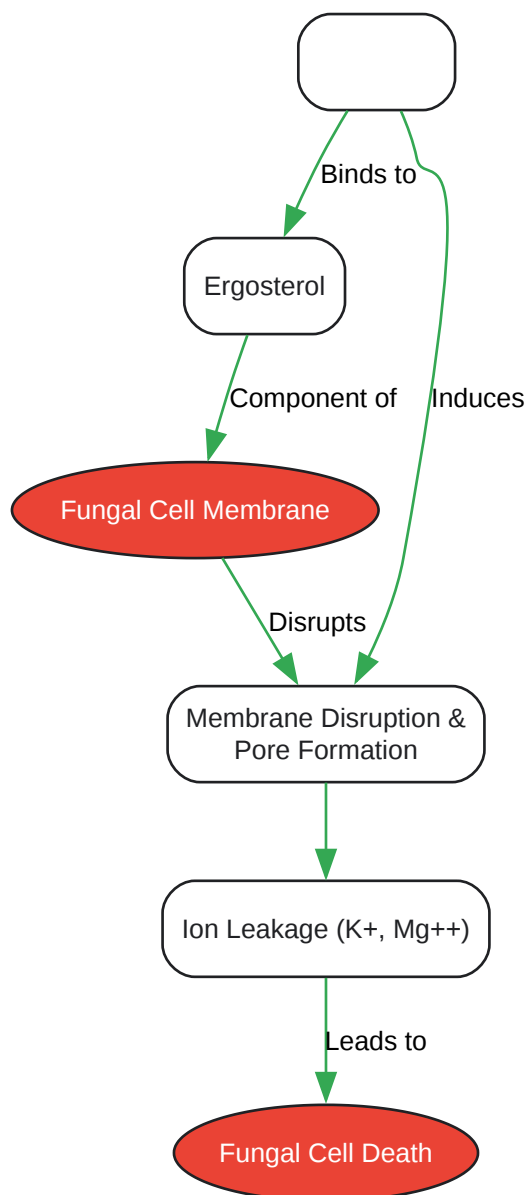 Binds to
Ergosterol
Component of
Induces
Fungal Cell Membrane
Disrupts
Membrane Disruption &
Pore Formation
Ion Leakage (K+, Mg++)
Leads to
Fungal Cell Death